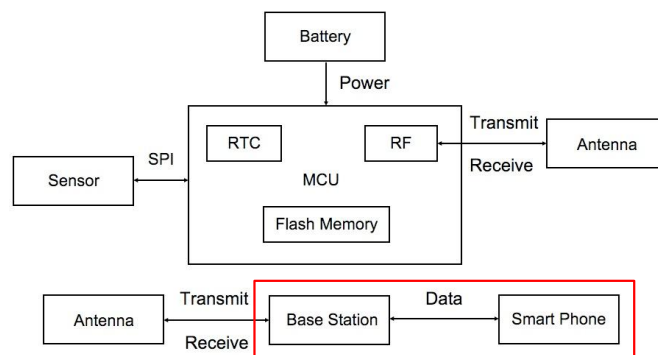 Battery
Power
RTC
RF
Transmit
Antenna
Receive
SPI
Sensor
MCU
Flash Memory
Antenna
Transmit
Receive
Base Station
Data
Smart Phone